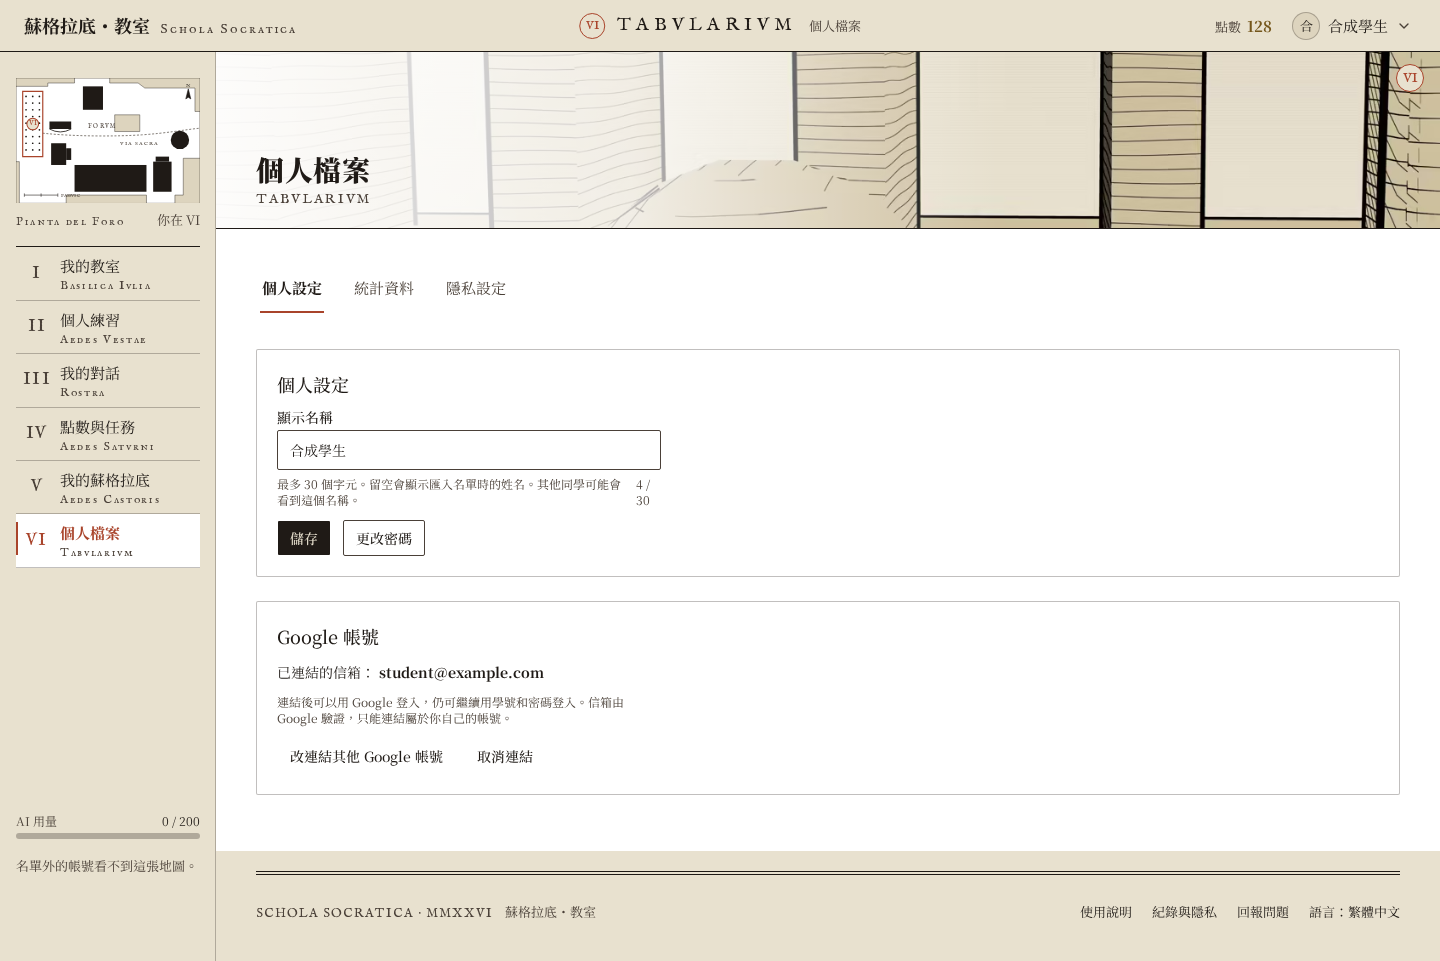 蘇格拉底・教室 Schola Socratica
VI TABVLARIVM 個人檔案
點數 128
合 合成學生
N
VI
FORVM
VIA SACRA
Pianta del Foro 你在 VI
I 我的教室
Basilica Ivlia
II 個人練習
Aedes Vestae
III 我的對話
Rostra
IV 點數與任務
Aedes Satvrni
V 我的蘇格拉底
Aedes Castoris
VI 個人檔案
Tabvlarivm
AI 用量 0 / 200
名單外的帳號看不到這張地圖。
VI
個人檔案
TABVLARIVM
個人設定 統計資料 隱私設定
個人設定
顯示名稱
合成學生
最多 30 個字元。留空會顯示匯入名單時的姓名。其他同學可能會 4 /
看到這個名稱。 30
儲存 更改密碼
Google 帳號
已連結的信箱： student@example.com
連結後可以用 Google 登入，仍可繼續用學號和密碼登入。信箱由
Google 驗證，只能連結屬於你自己的帳號。
改連結其他 Google 帳號 取消連結
SCHOLA SOCRATICA · MMXXVI 蘇格拉底・教室
使用說明 紀錄與隱私 回報問題 語言：繁體中文